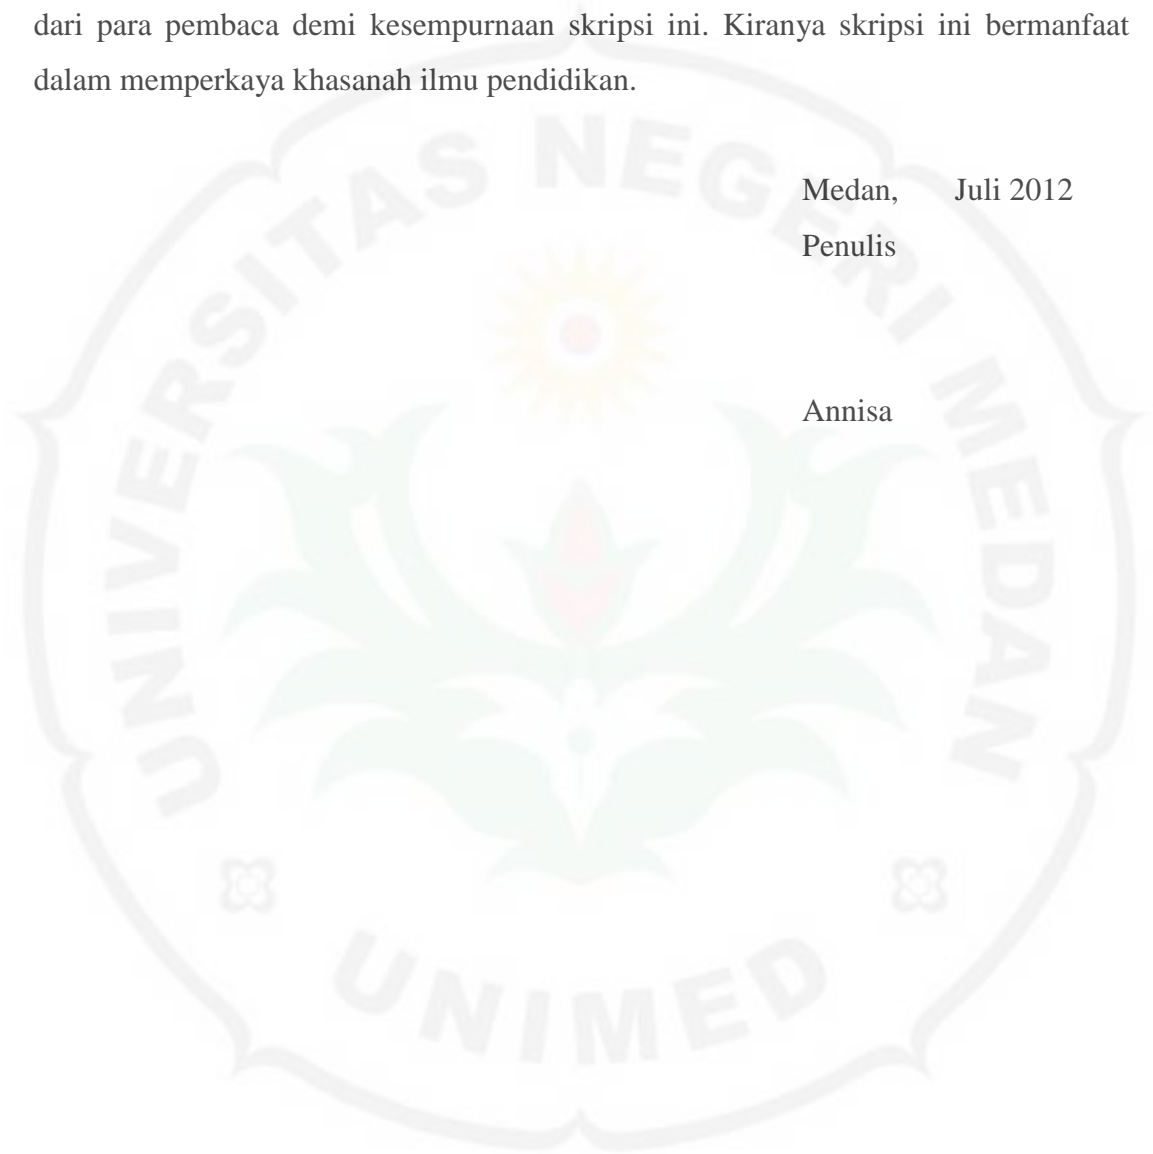 dari para pembaca demi kesempurnaan skripsi ini. Kiranya skripsi ini bermanfaat
dalam memperkaya khasanah ilmu pendidikan.
Medan, Juli 2012
Penulis
Annisa
UNIVERSITAS NEGERI MEDAN
UNIMED